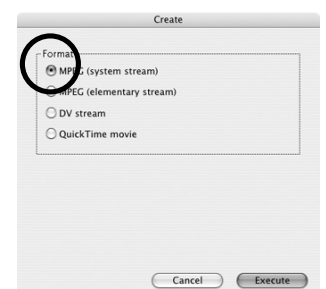 Create
Format
MPEG (system stream)
MPEG (elementary stream)
DV stream
QuickTime movie
Cancel
Execute